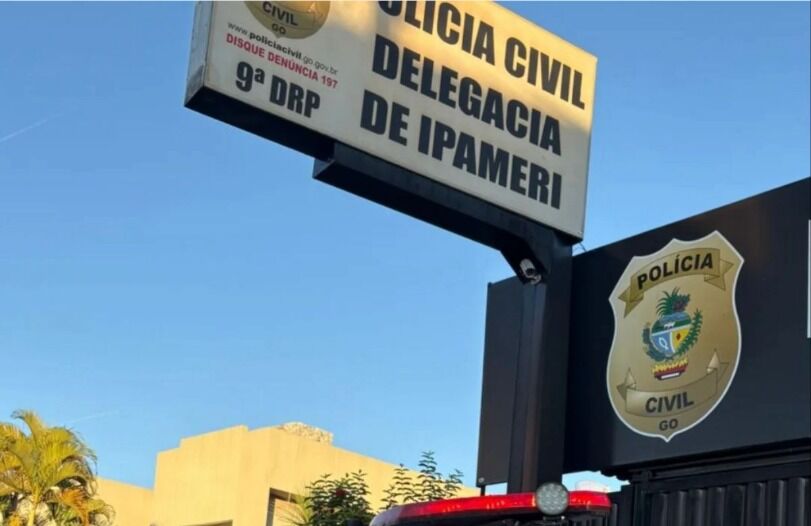 CIVIL
GO
www.policiacivil.go.gov.br
DISQUE DENÚNCIA 197
9ª DRP
POLÍCIA CIVIL
DELEGACIA
DE IPAMERI
POLÍCIA
CIVIL
GO